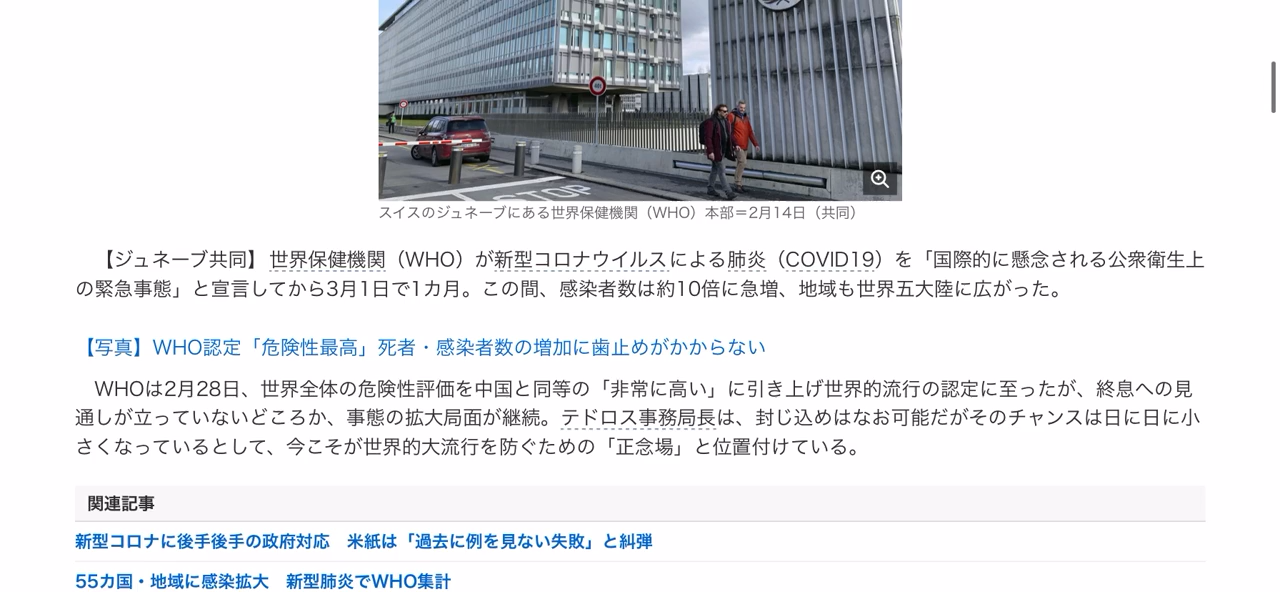 STOP
スイスのジュネーブにある世界保健機関（WHO）本部＝2月14日（共同）
【ジュネーブ共同】世界保健機関（WHO）が新型コロナウイルスによる肺炎（COVID19）を「国際的に懸念される公衆衛生上
の緊急事態」と宣言してから3月1日で1カ月。この間、感染者数は約10倍に急増、地域も世界五大陸に広がった。
【写真】WHO認定「危険性最高」死者・感染者数の増加に歯止めがかからない
WHOは2月28日、世界全体の危険性評価を中国と同等の「非常に高い」に引き上げ世界的流行の認定に至ったが、終息への見
通しが立っていないどころか、事態の拡大局面が継続。テドロス事務局長は、封じ込めはなお可能だがそのチャンスは日に日に小
さくなっているとして、今こそが世界的大流行を防ぐための「正念場」と位置付けている。
関連記事
新型コロナに後手後手の政府対応　米紙は「過去に例を見ない失敗」と糾弾
55カ国・地域に感染拡大　新型肺炎でWHO集計